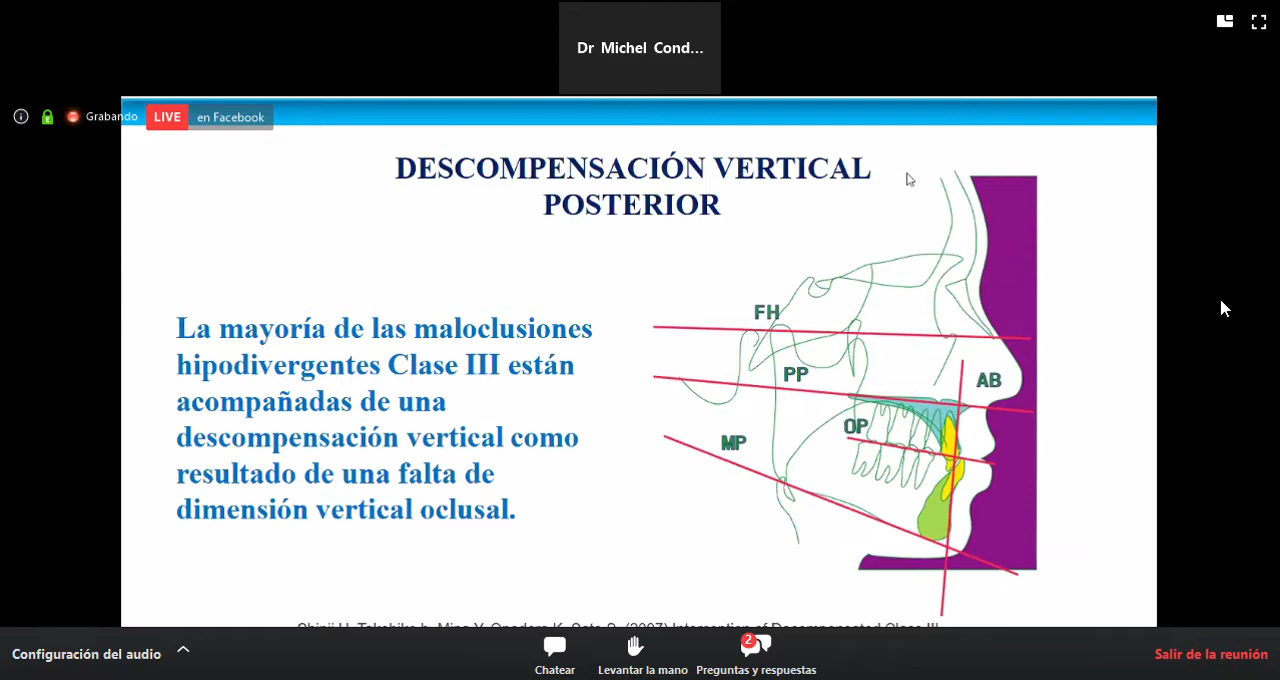 Dr Michel Cond...
Grabando
LIVE en Facebook
DESCOMPENSACIÓN VERTICAL
POSTERIOR
La mayoría de las maloclusiones
hipodivergentes Clase III están
acompañadas de una
descompensación vertical como
resultado de una falta de
dimensión vertical oclusal.
FH
PP
AB
OP
MP
Configuración del audio
Chatear
Levantar la mano
2
Preguntas y respuestas
Salir de la reunión